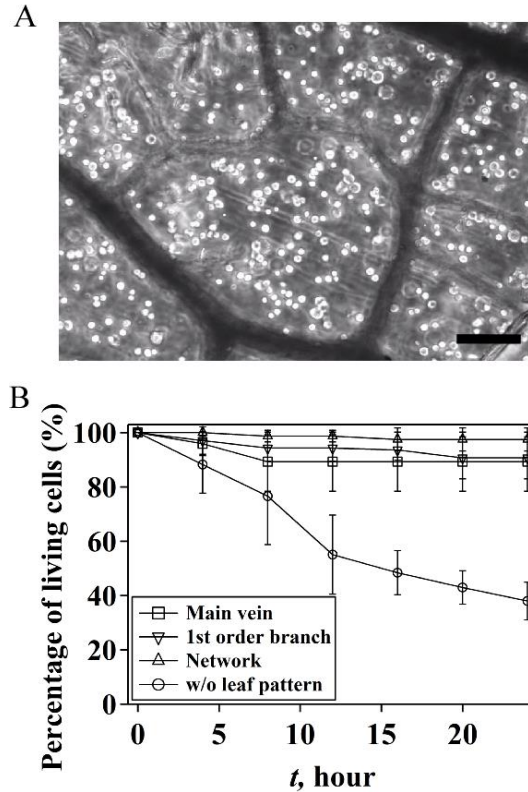 A
B
Percentage of living cells (%)
100
80
60
40
20
0
Main vein
1st order branch
Network
w/o leaf pattern
0
5
10
15
20
t, hour